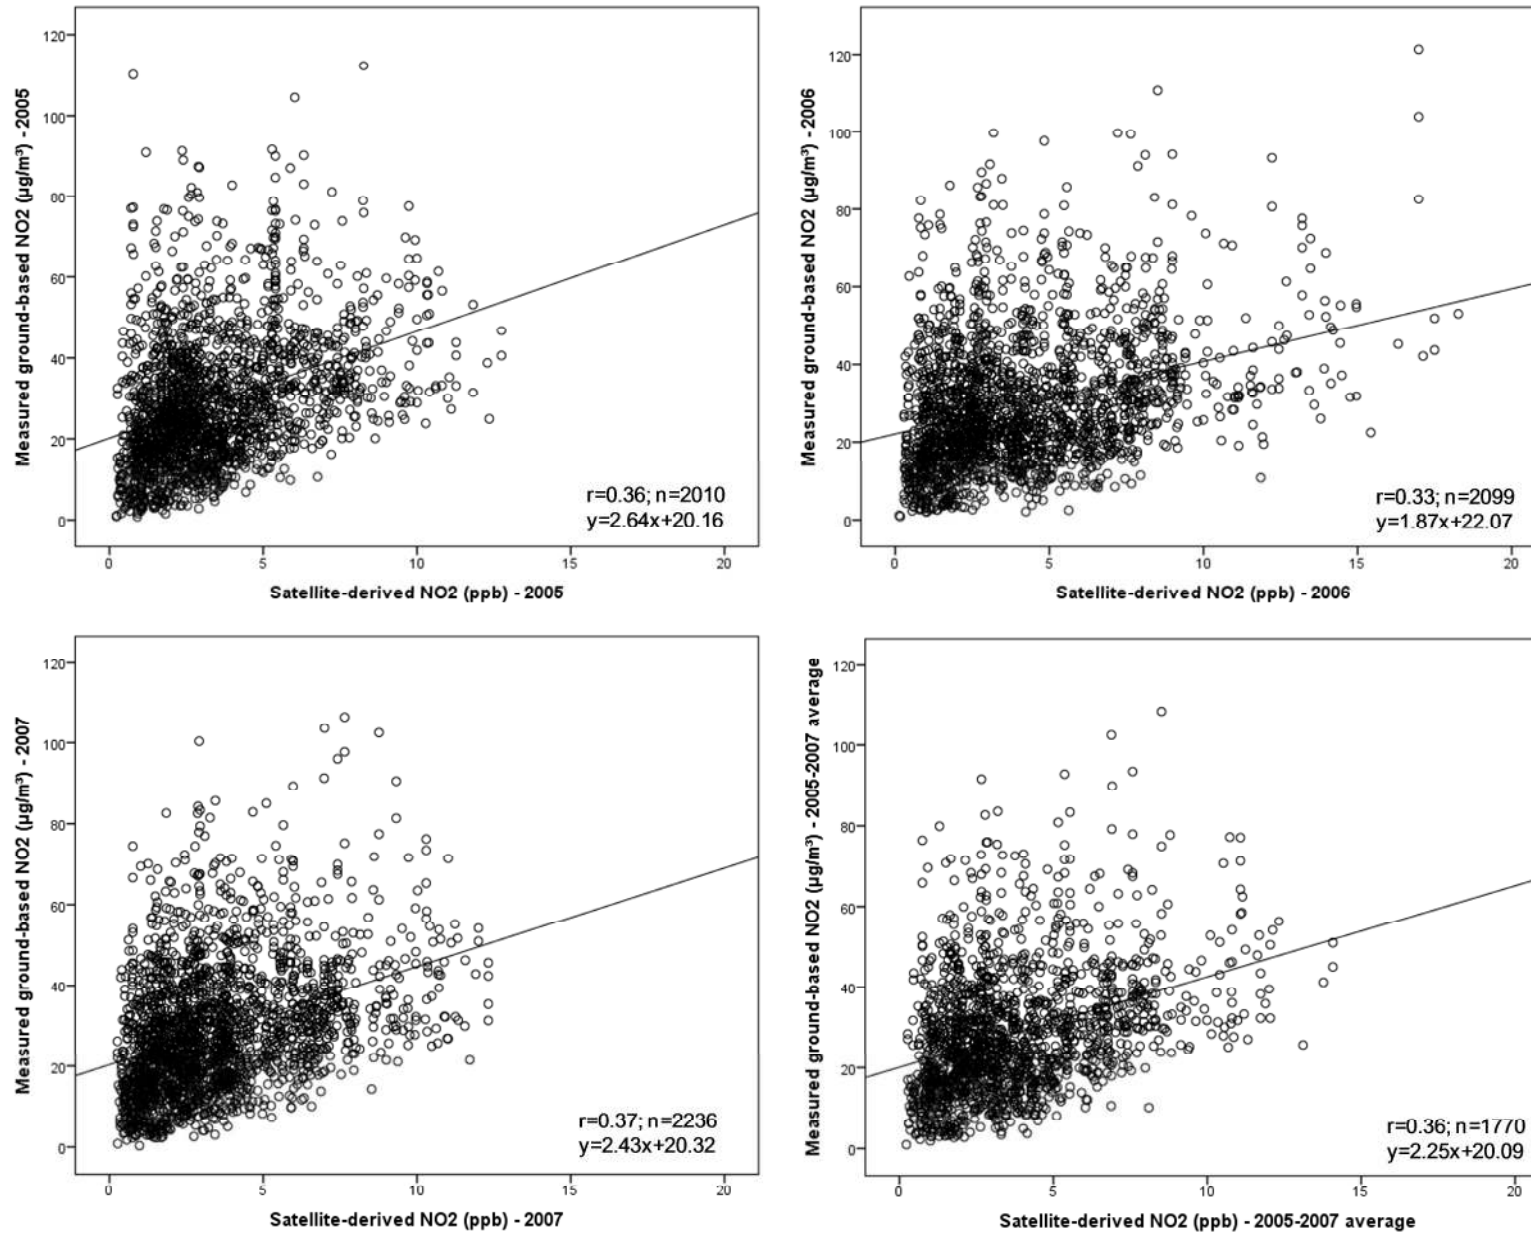 120
100
80
60
40
20
0
Measured ground-based NO2 (µg/m³) - 2005
r=0.36; n=2010
y=2.64x+20.16
0 5 10 15 20
Satellite-derived NO2 (ppb) - 2005
120
100
80
60
40
20
0
Measured ground-based NO2 (µg/m³) - 2006
r=0.33; n=2099
y=1.87x+22.07
0 5 10 15 20
Satellite-derived NO2 (ppb) - 2006
120
100
80
60
40
20
0
Measured ground-based NO2 (µg/m³) - 2007
r=0.37; n=2236
y=2.43x+20.32
0 5 10 15 20
Satellite-derived NO2 (ppb) - 2007
120
100
80
60
40
20
0
Measured ground-based NO2 (µg/m³) - 2005-2007 average
r=0.36; n=1770
y=2.25x+20.09
0 5 10 15 20
Satellite-derived NO2 (ppb) - 2005-2007 average